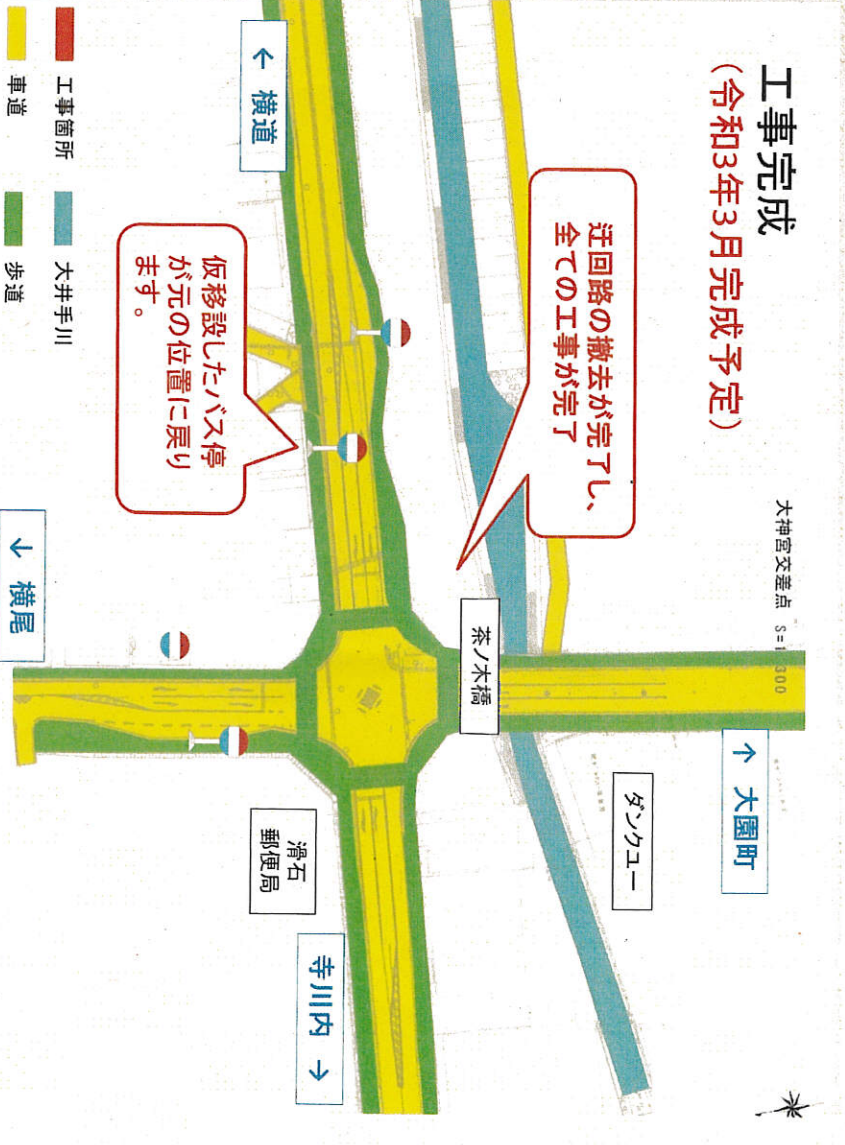 工事完成
（令和3年3月完成予定）
大神宮交差点 S=1:300
迂回路の撤去が完了し、
全ての工事が完了
↑ 大園町
ダンクユー
茶ノ木橋
← 横道
仮移設したバス停
が元の位置に戻り
ます。
滑石
郵便局
寺川内 →
↓ 横尾
工事箇所
大井手川
車道
歩道